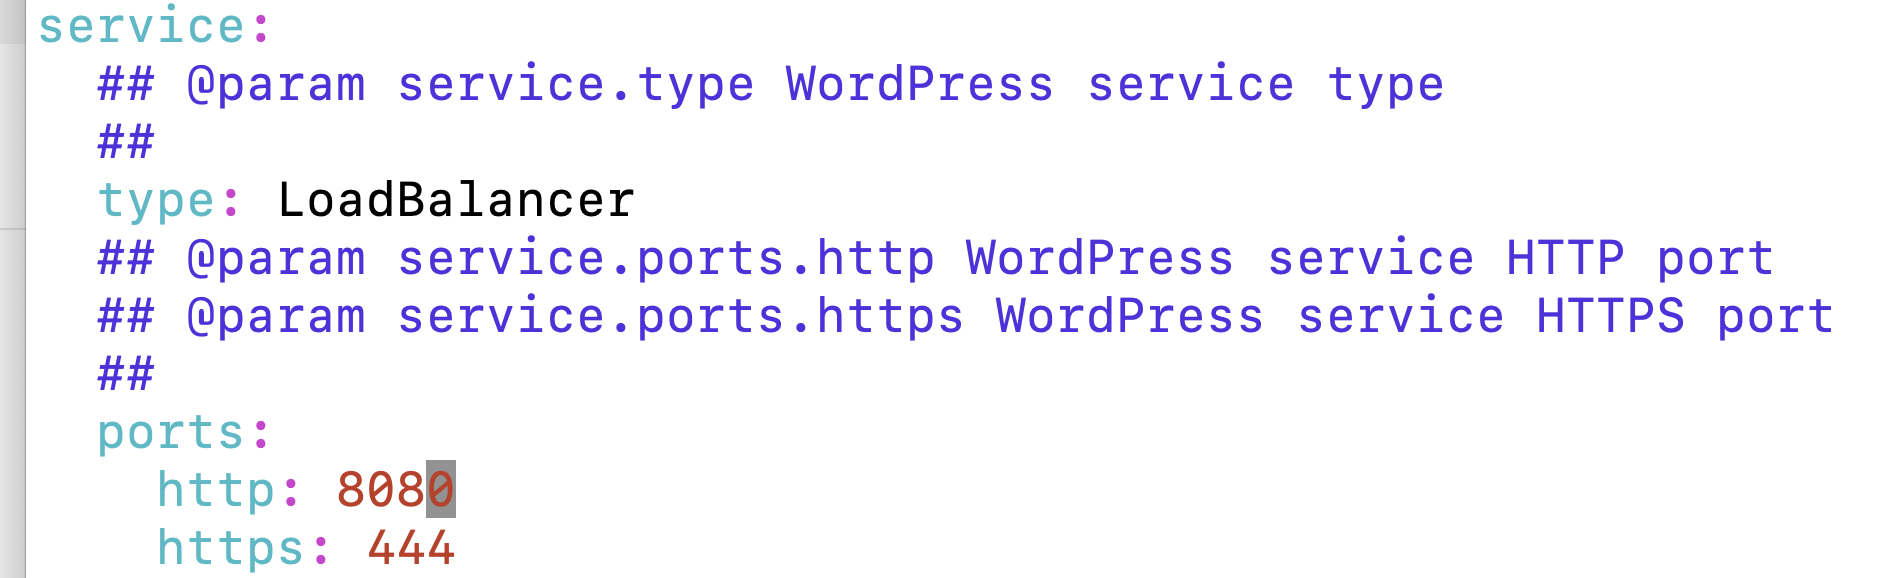 service:
  ## @param service.type WordPress service type
  ##
  type: LoadBalancer
  ## @param service.ports.http WordPress service HTTP port
  ## @param service.ports.https WordPress service HTTPS port
  ##
  ports:
    http: 8080
    https: 444